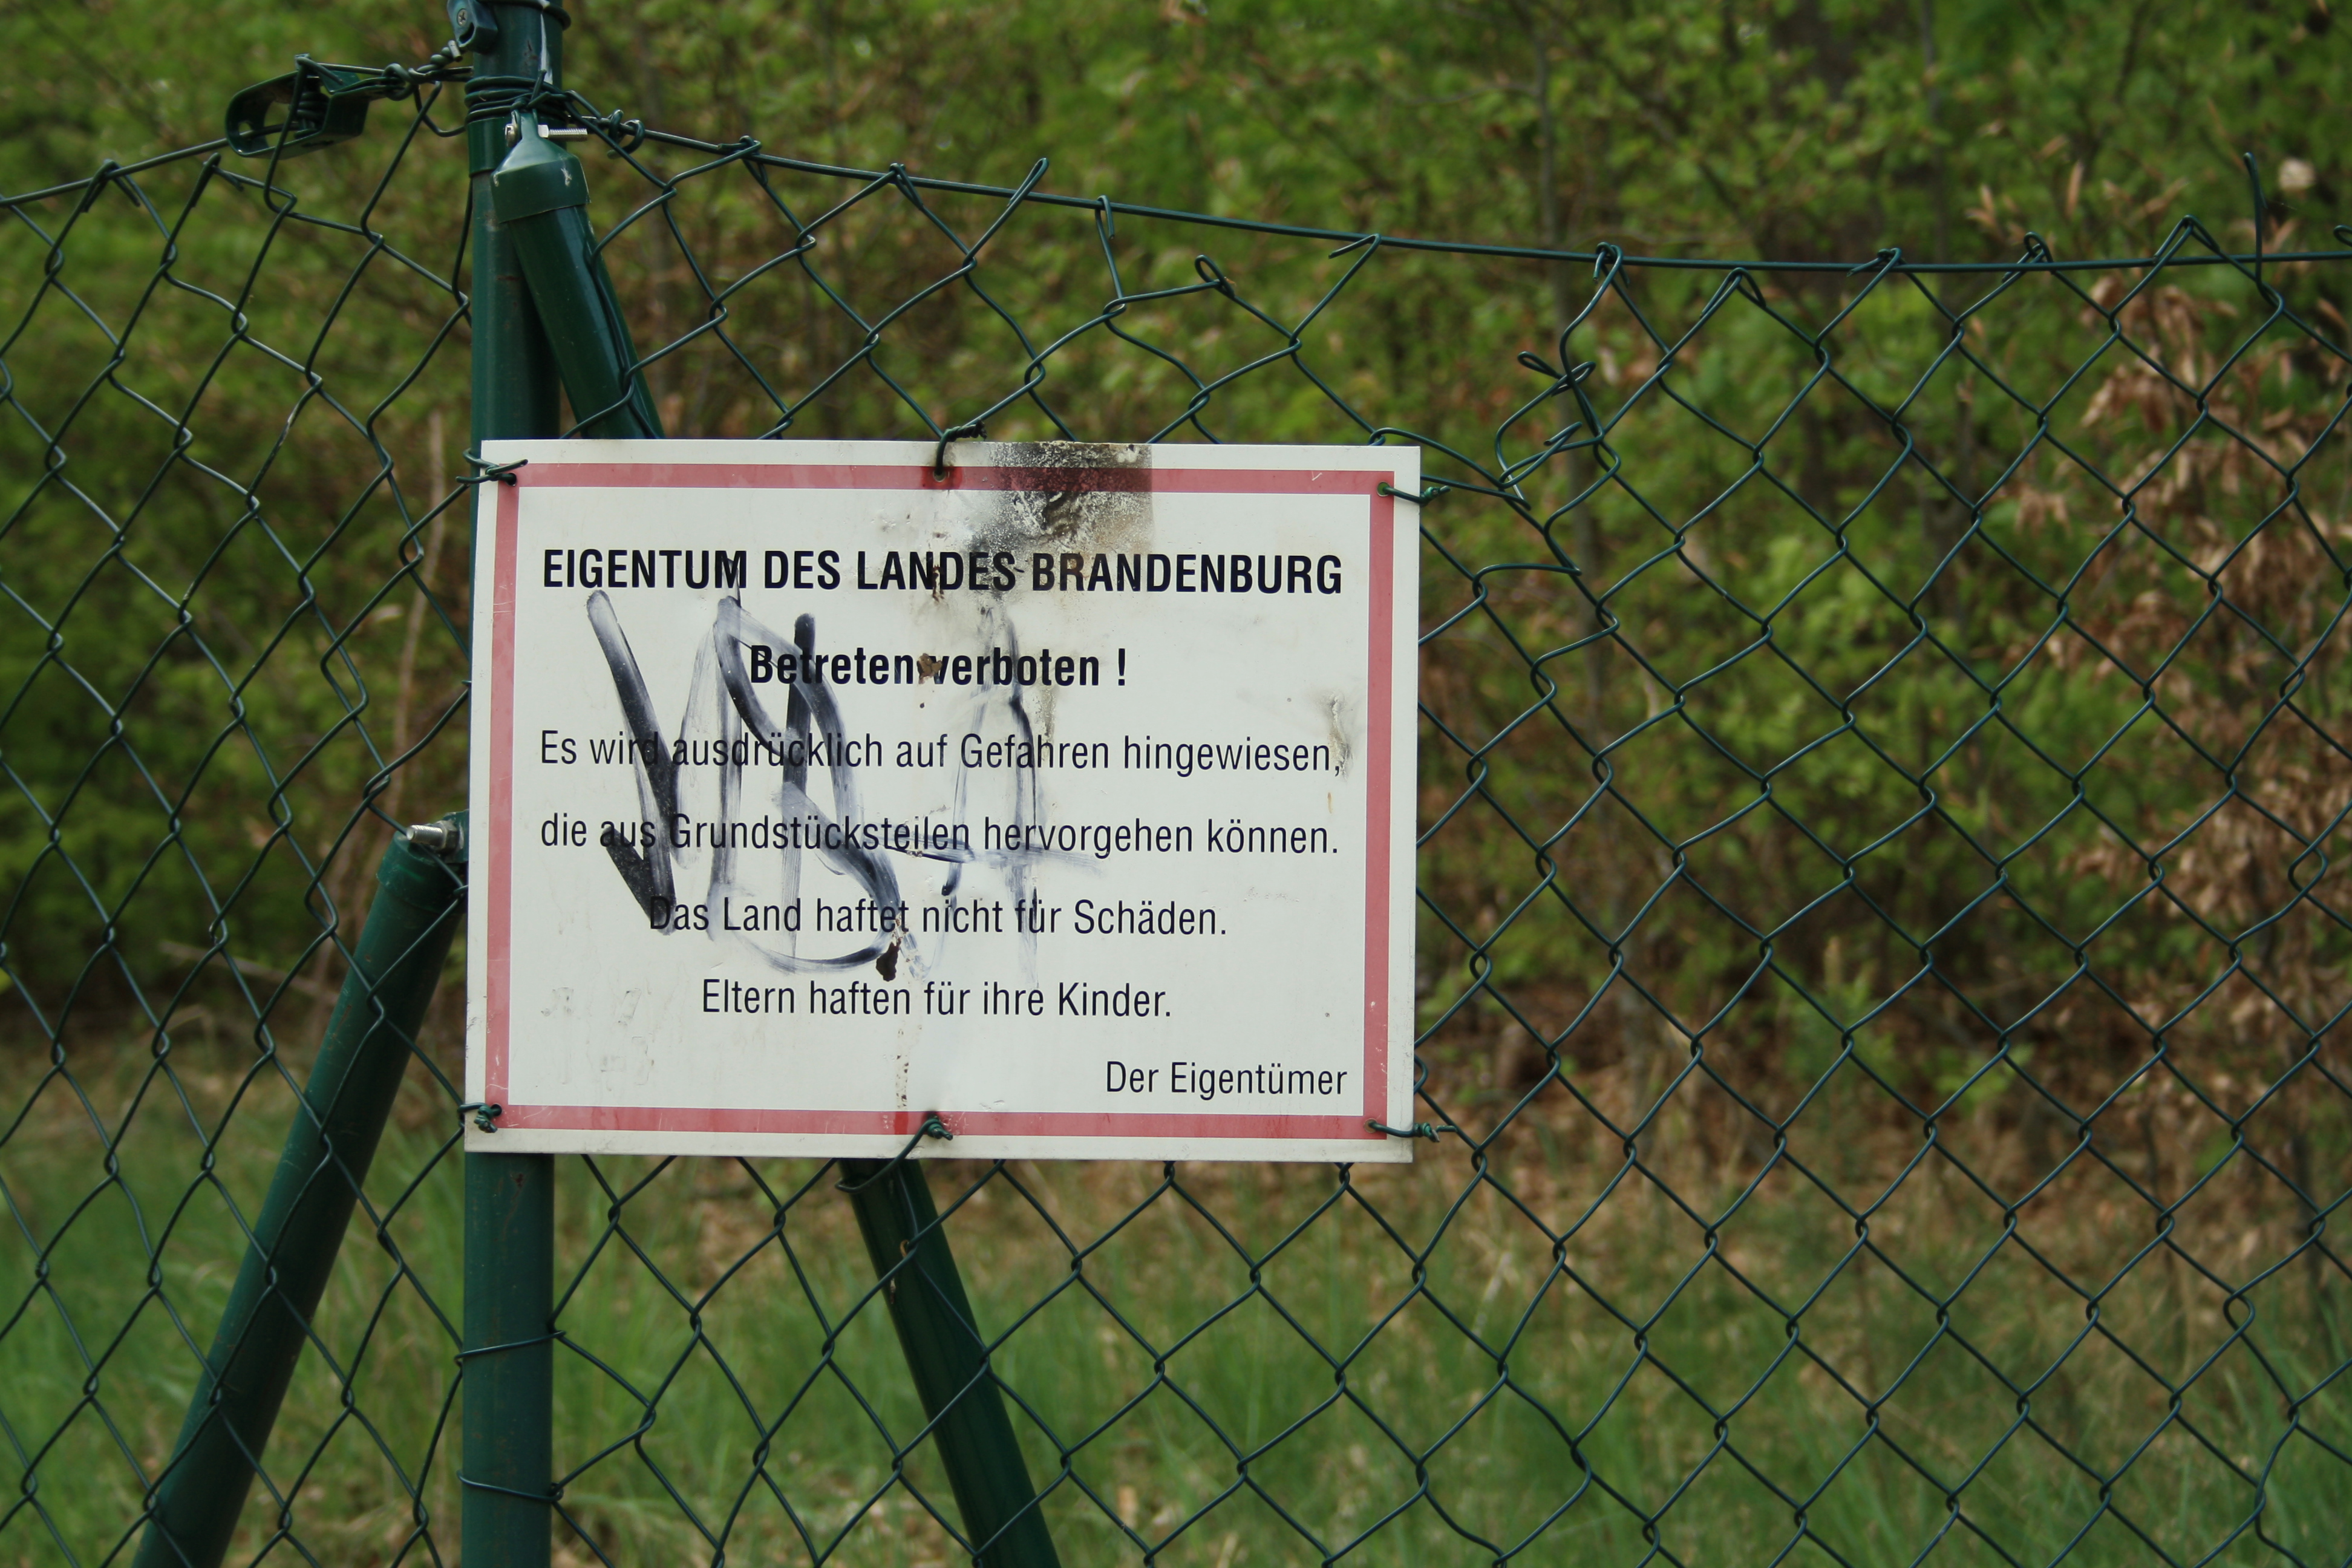 EIGENTUM DES LANDES BRANDENBURG
Betreten verboten !
Es wird ausdrücklich auf Gefahren hingewiesen,
die aus Grundstücksteilen hervorgehen können.
Das Land haftet nicht für Schäden.
Eltern haften für ihre Kinder.
Der Eigentümer